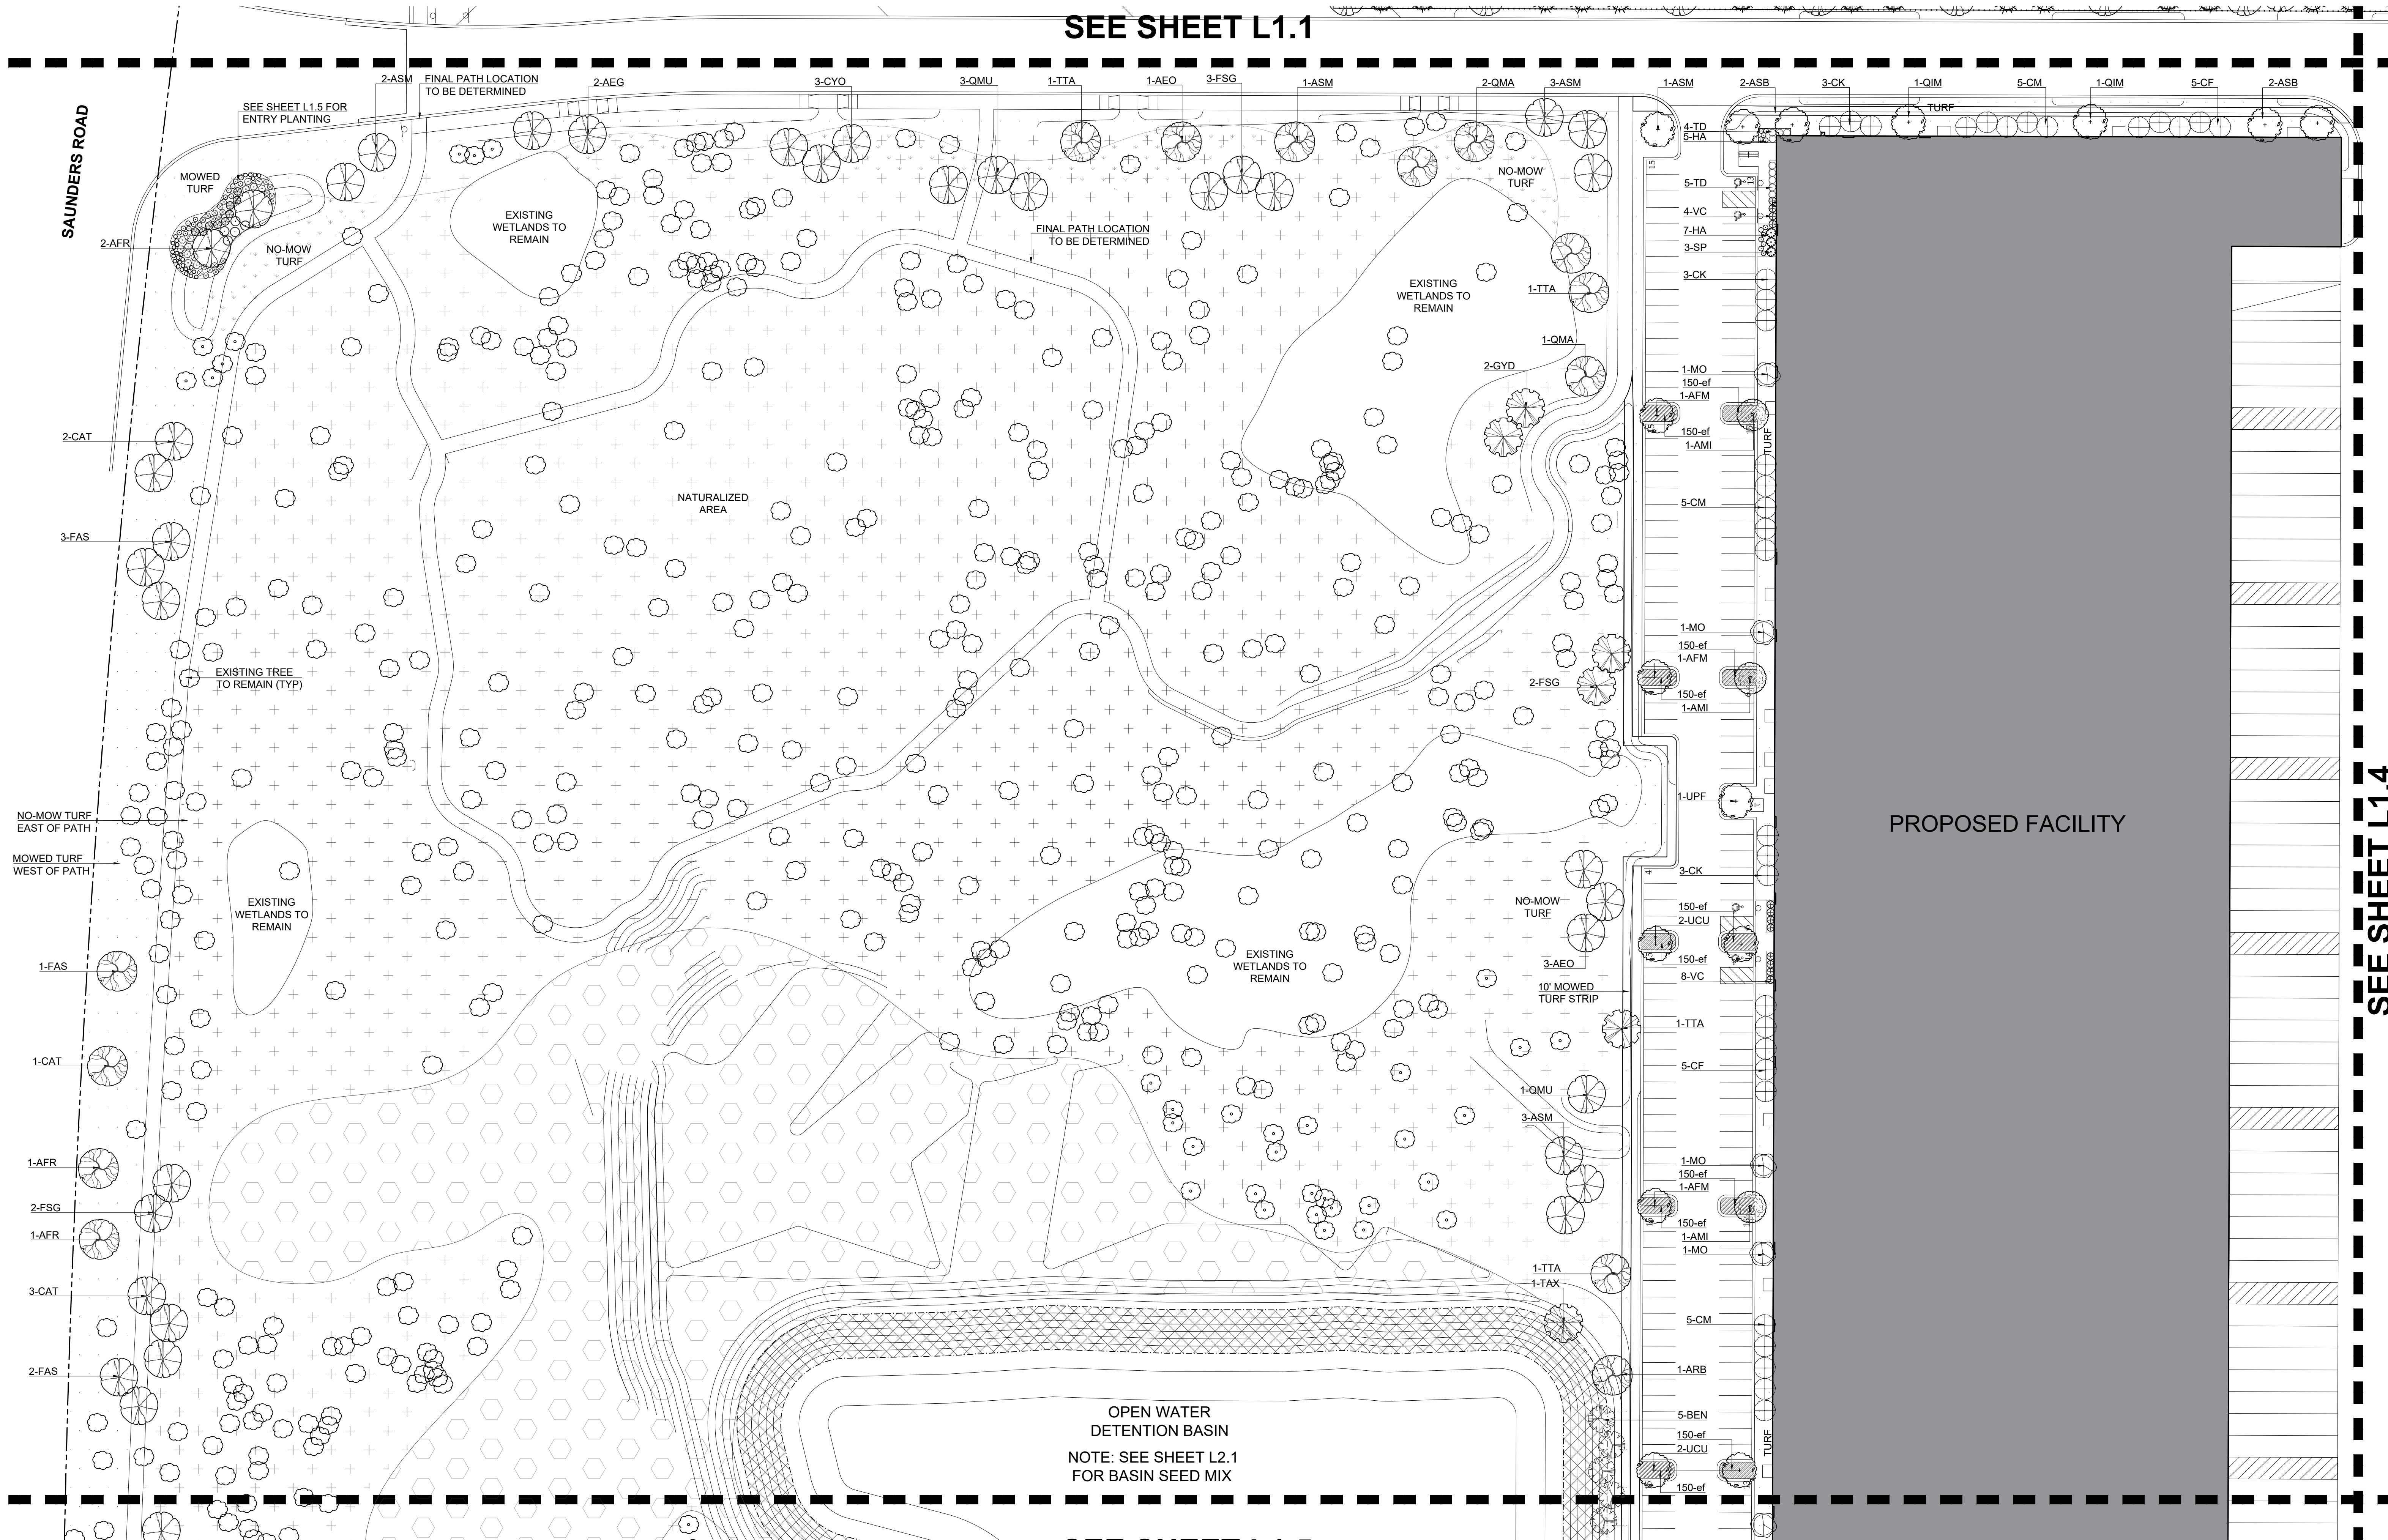 SEE SHEET L1.1
2-ASM
FINAL PATH LOCATION
TO BE DETERMINED
2-AEG
3-CYO
3-QMU
1-TTA
1-AEO
3-FSG
1-ASM
2-QMA
3-ASM
1-ASM
2-ASB
3-CK
1-QIM
5-CM
1-QIM
5-CF
2-ASB
TURF
SAUNDERS ROAD
SEE SHEET L1.5 FOR
ENTRY PLANTING
MOWED
TURF
2-AFR
NO-MOW
TURF
EXISTING
WETLANDS TO
REMAIN
FINAL PATH LOCATION
TO BE DETERMINED
NO-MOW
TURF
EXISTING
WETLANDS TO
REMAIN
1-TTA
1-QMA
2-GYD
4-TD
5-HA
15
13
5-TD
4-VC
7-HA
3-SP
3-CK
1-MO
150-ef
1-AFM
150-ef
1-AMI
TURF
5-CM
1-MO
150-ef
1-AFM
150-ef
1-AMI
2-CAT
3-FAS
NATURALIZED
AREA
EXISTING TREE
TO REMAIN (TYP)
2-FSG
1-UPF
PROPOSED FACILITY
SEE SHEET L1.4
NO-MOW TURF
EAST OF PATH
MOWED TURF
WEST OF PATH
EXISTING
WETLANDS TO
REMAIN
4
3-CK
NO-MOW
TURF
150-ef
2-UCU
150-ef
8-VC
3-AEO
EXISTING
WETLANDS TO
REMAIN
10' MOWED
TURF STRIP
1-FAS
1-TTA
1-CAT
5-CF
1-QMU
3-ASM
1-AFR
1-MO
150-ef
1-AFM
150-ef
1-AMI
1-MO
2-FSG
1-AFR
1-TTA
1-TAX
3-CAT
5-CM
2-FAS
1-ARB
OPEN WATER
DETENTION BASIN
NOTE: SEE SHEET L2.1
FOR BASIN SEED MIX
5-BEN
150-ef
2-UCU
TURF
150-ef